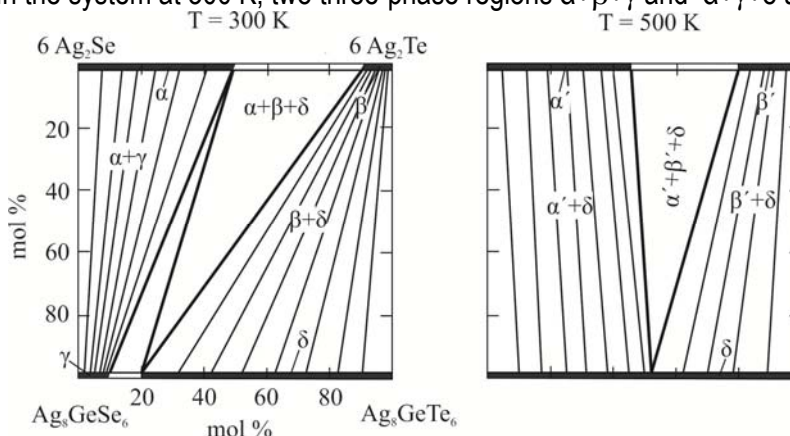 the system at 300 K, two three-phase regions α+β+γ and
T = 300 K
T = 500 K
6 Ag₂Se
6 Ag₂Te
α
α+β+δ
β
α´
β´
20
α+γ
α´+β´+δ
40
α´+δ
β´+δ
β+δ
mol %
60
80
δ
δ
γ
Ag₈GeSe₆
20
40
60
80
Ag₈GeTe₆
mol %